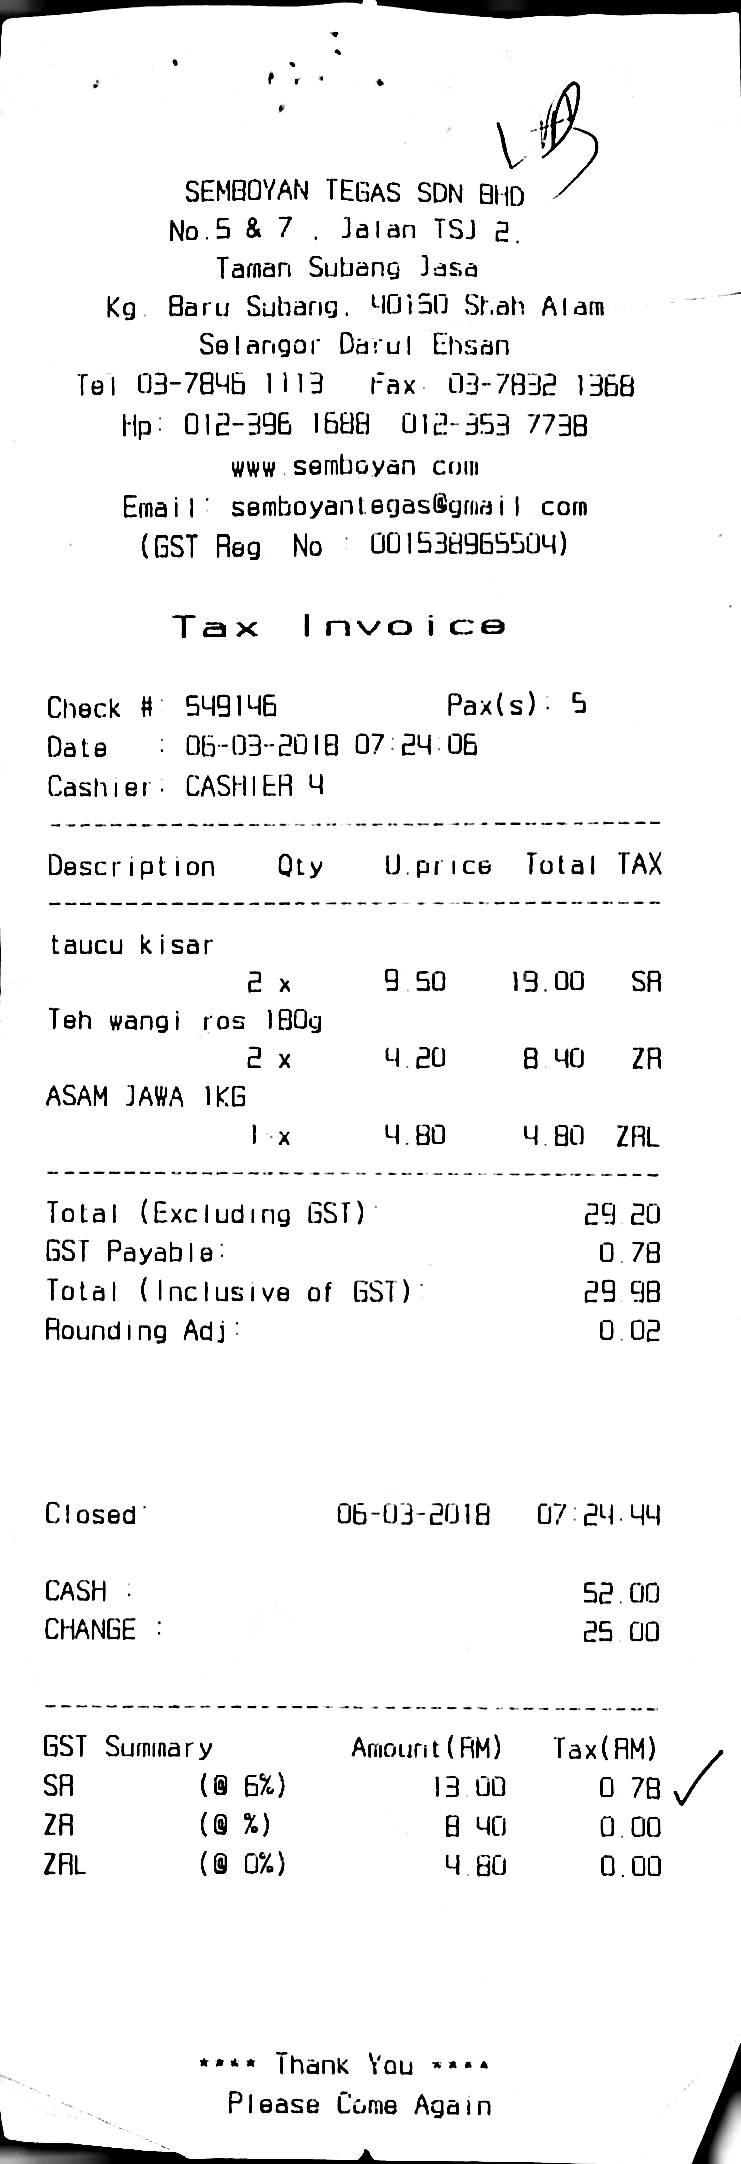 SEMBOYAN TEGAS SDN BHD
No.5 & 7 . Jalan TSJ 2.
Taman Subang Jasa
Kg. Baru Subang, 40150 Shah Alam
Selangor Darul Ehsan
Tel 03-7846 1113 Fax 03-7832 1368
Hp: 012-396 1688 012-353 7738
www.semboyan com
Email: semboyantegas@gmail com
(GST Reg No : 001538965504)
Tax Invoice
Check #: 549146 Pax(s): 5
Date : 06-03-2018 07:24:06
Cashier: CASHIER 4
Description Qty U.price Total TAX
taucu kisar
2 x 9.50 19.00 SR
Teh wangi ros 180g
2 x 4.20 8.40 ZR
ASAM JAWA 1KG
1 x 4.80 4.80 ZRL
Total (Excluding GST): 29.20
GST Payable: 0.78
Total (Inclusive of GST): 29.98
Rounding Adj: 0.02
Closed: 06-03-2018 07:24:44
CASH : 52.00
CHANGE : 25.00
GST Summary Amount(RM) Tax(RM)
SR (@ 6%) 13.00 0.78
ZR (@ %) 8.40 0.00
ZRL (@ 0%) 4.80 0.00
**** Thank You ****
Please Come Again